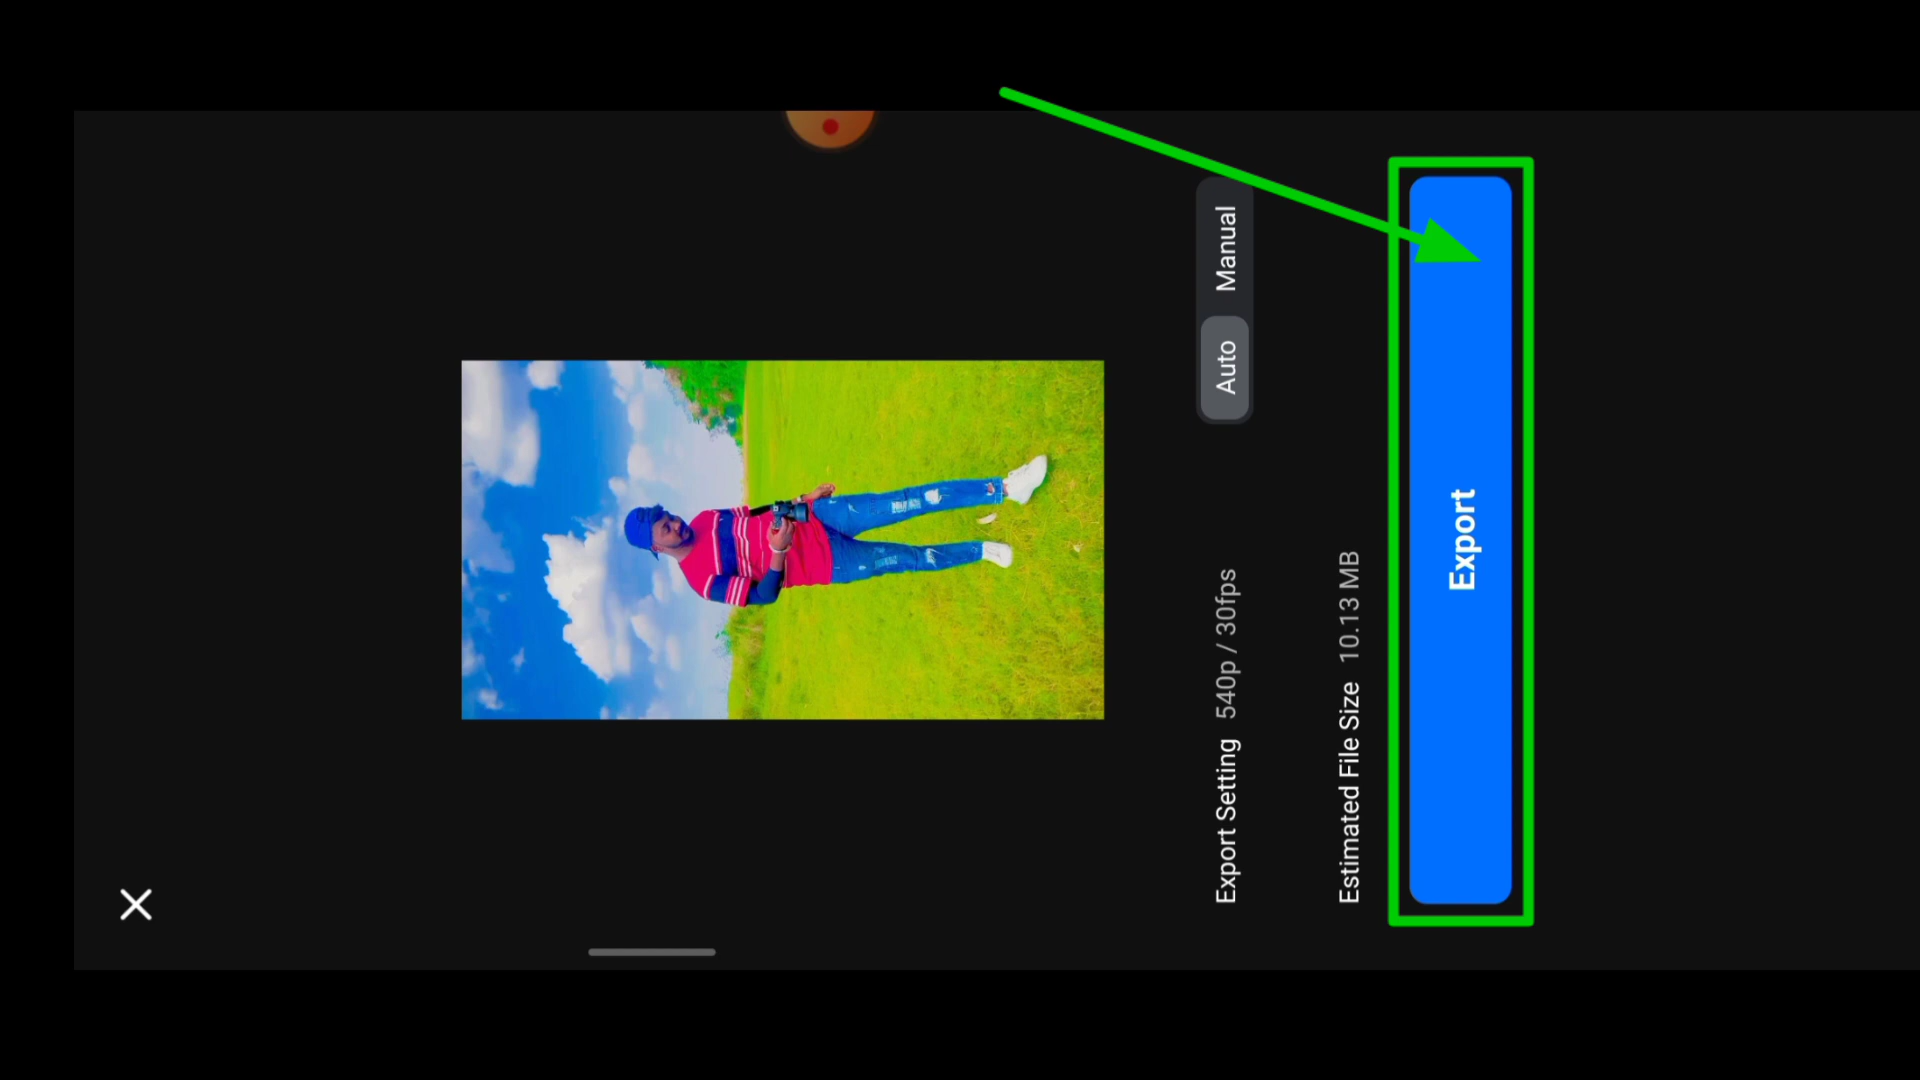 Export Setting 540p / 30fps
Auto Manual
Estimated File Size 10.13 MB
Export